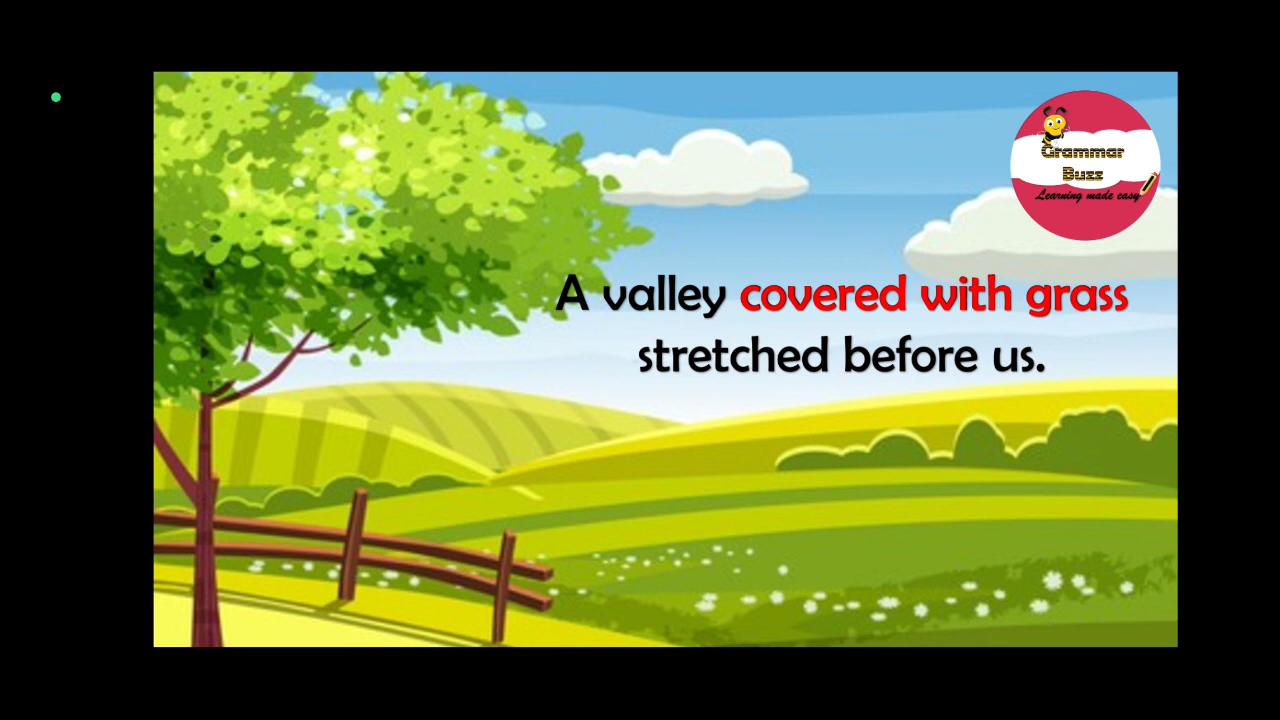 Grammar
Buzz
Learning made easy
A valley covered with grass
stretched before us.